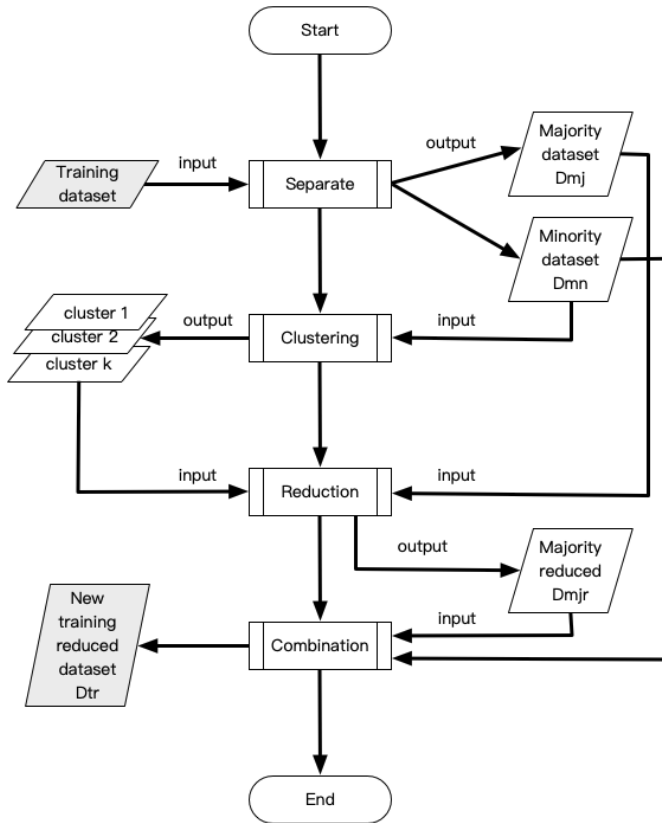 Start
Training
dataset
input
Separate
output
Majority
dataset
Dmj
Minority
dataset
Dmn
cluster 1
cluster 2
cluster k
output
Clustering
input
input
Reduction
input
output
Majority
reduced
Dmjr
New
training
reduced
dataset
Dtr
Combination
input
End